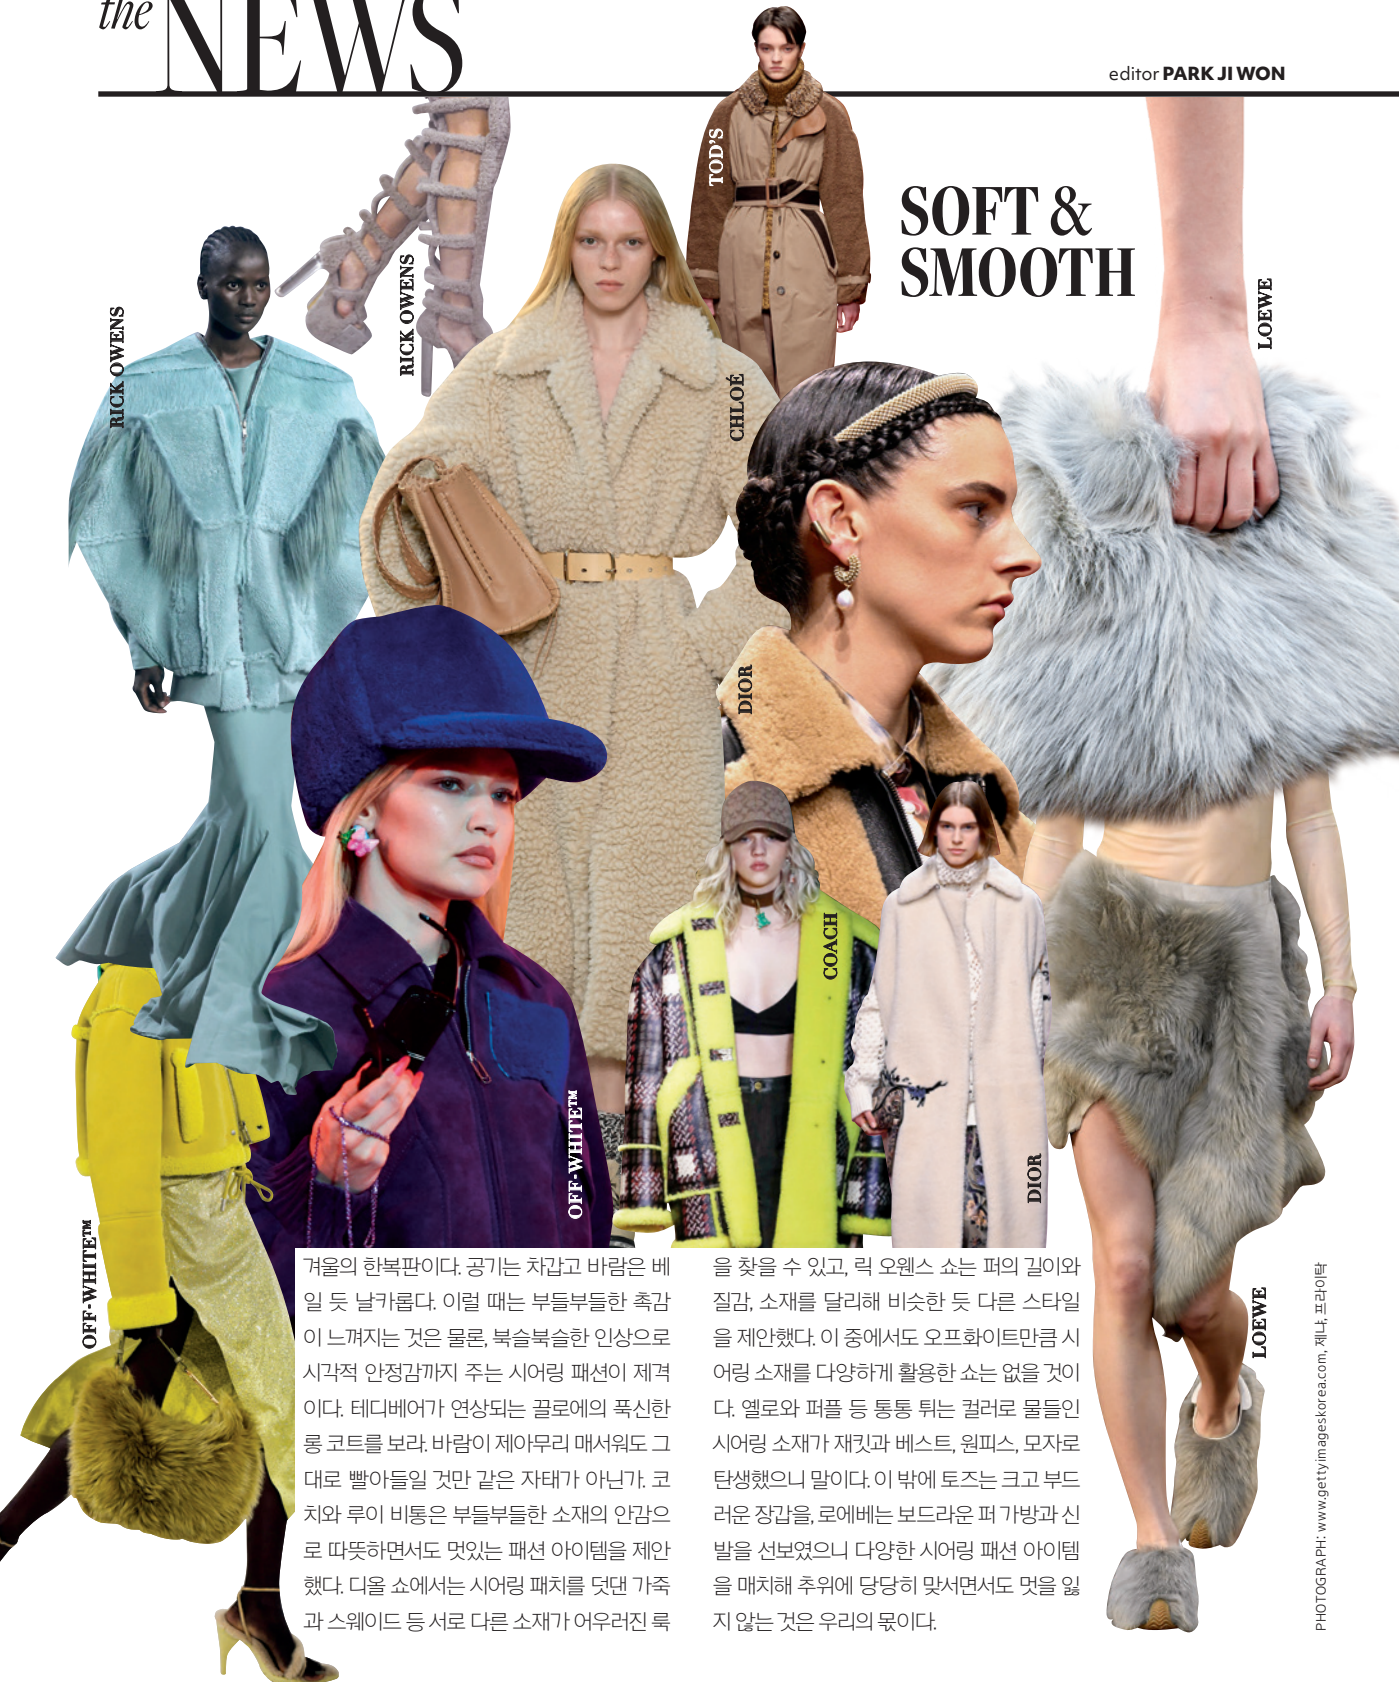 the NEWS
editor PARK JI WON
SOFT &
SMOOTH
TOD'S
RICK OWENS
RICK OWENS
CHLOÉ
LOEWE
DIOR
COACH
DIOR
OFF-WHITE™
OFF-WHITE™
LOEWE
겨울의 한복판이다. 공기는 차갑고 바람은 베
일 듯 날카롭다. 이럴 때는 부들부들한 촉감
이 느껴지는 것은 물론, 북슬북슬한 인상으로
시각적 안정감까지 주는 시어링 패션이 제격
이다. 테디베어가 연상되는 끌로에의 푹신한
롱 코트를 보라. 바람이 제아무리 매서워도 그
대로 빨아들일 것만 같은 자태가 아닌가. 코
치와 루이 비통은 부들부들한 소재의 안감으
로 따뜻하면서도 멋있는 패션 아이템을 제안
했다. 디올 쇼에서는 시어링 패치를 덧댄 가죽
과 스웨이드 등 서로 다른 소재가 어우러진 룩
을 찾을 수 있고, 릭 오웬스 쇼는 퍼의 길이와
질감, 소재를 달리해 비슷한 듯 다른 스타일
을 제안했다. 이 중에서도 오프화이트만큼 시
어링 소재를 다양하게 활용한 쇼는 없을 것이
다. 옐로와 퍼플 등 통통 튀는 컬러로 물들인
시어링 소재가 재킷과 베스트, 원피스, 모자로
탄생했으니 말이다. 이 밖에 토즈는 크고 부드
러운 장갑을, 로에베는 보드라운 퍼 가방과 신
발을 선보였으니 다양한 시어링 패션 아이템
을 매치해 추위에 당당히 맞서면서도 멋을 잃
지 않는 것은 우리의 몫이다.
PHOTOGRAPH: www.gettyimageskorea.com, 제냐, 프라이탁